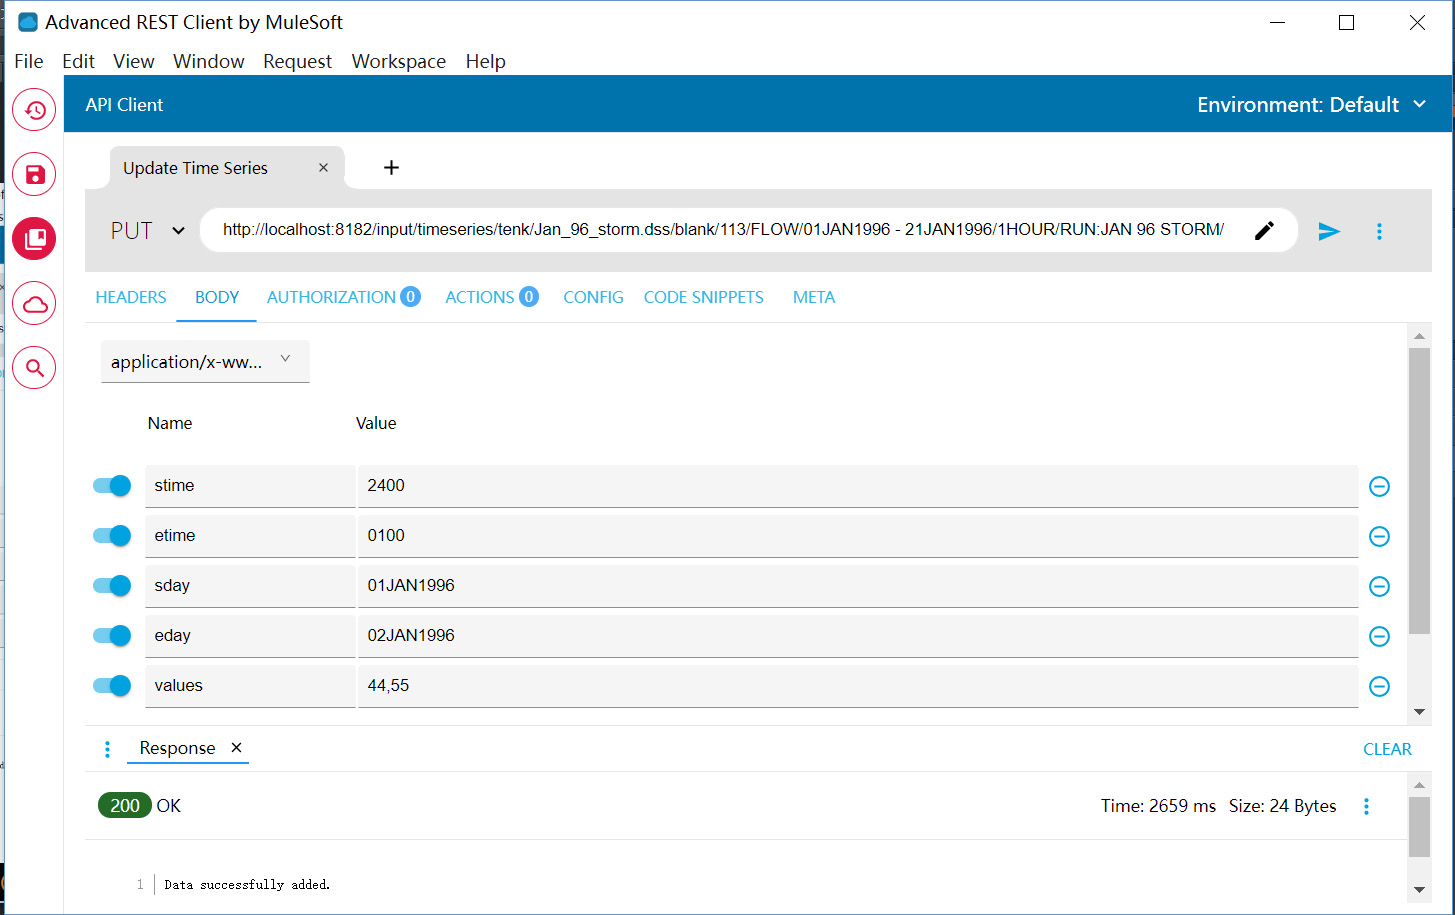 Advanced REST Client by MuleSoft
File Edit View Window Request Workspace Help
API Client Environment: Default
Update Time Series
PUT http://localhost:8182/input/timeseries/tenk/Jan_96_storm.dss/blank/113/FLOW/01JAN1996 - 21JAN1996/1HOUR/RUN:JAN 96 STORM/
HEADERS BODY AUTHORIZATION 0 ACTIONS 0 CONFIG CODE SNIPPETS META
application/x-ww...
Name Value
stime 2400
etime 0100
sday 01JAN1996
eday 02JAN1996
values 44,55
Response CLEAR
200 OK Time: 2659 ms Size: 24 Bytes
1 Data successfully added.